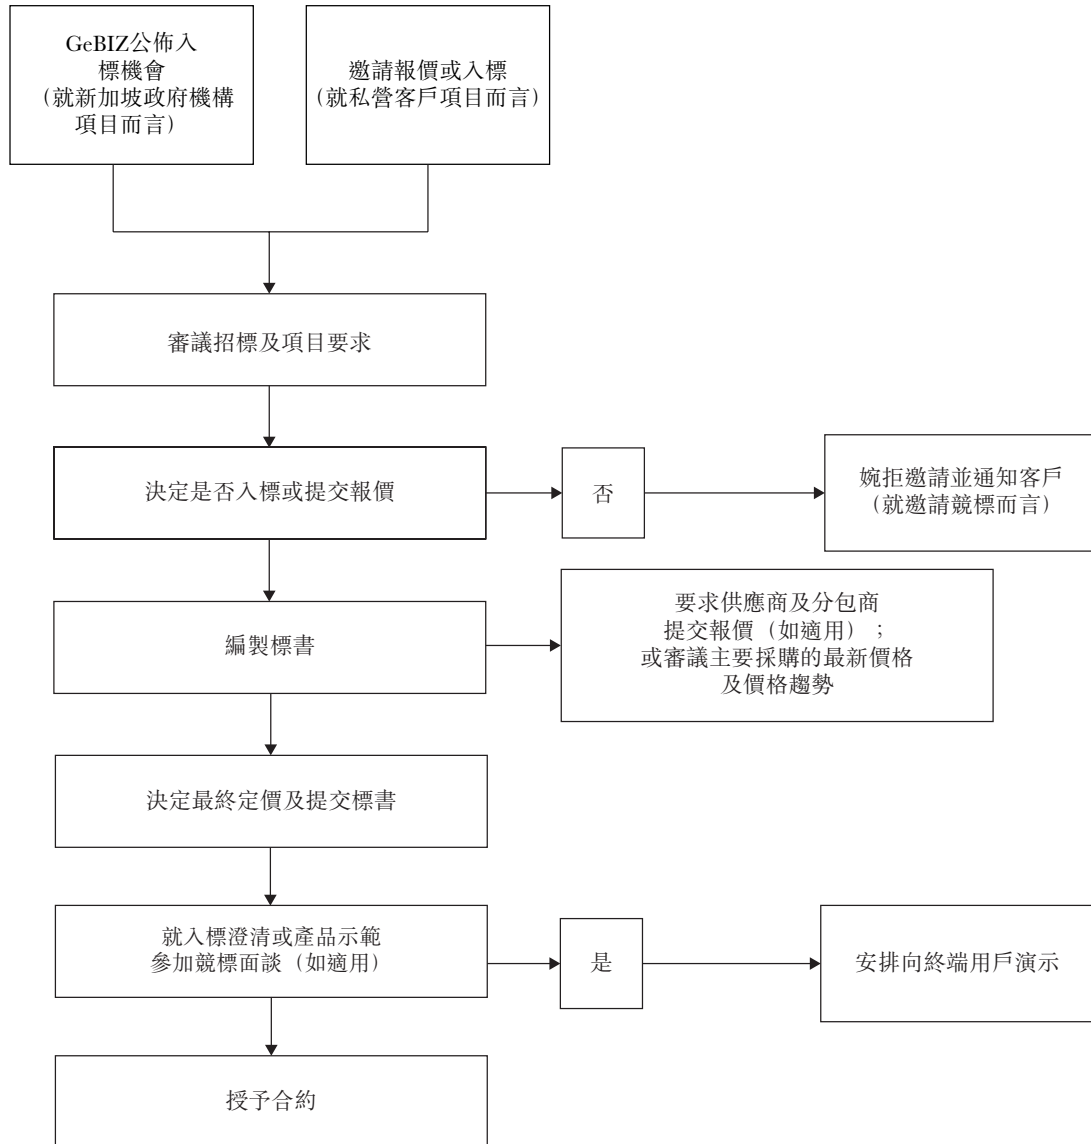 GeBIZ公佈入
標機會
（就新加坡政府機構
項目而言）
邀請報價或入標
（就私營客戶項目而言）
審議招標及項目要求
決定是否入標或提交報價
否
婉拒邀請並通知客戶
（就邀請競標而言）
編製標書
要求供應商及分包商
提交報價（如適用）；
或審議主要採購的最新價格
及價格趨勢
決定最終定價及提交標書
就入標澄清或產品示範
參加競標面談（如適用）
是
安排向終端用戶演示
授予合約